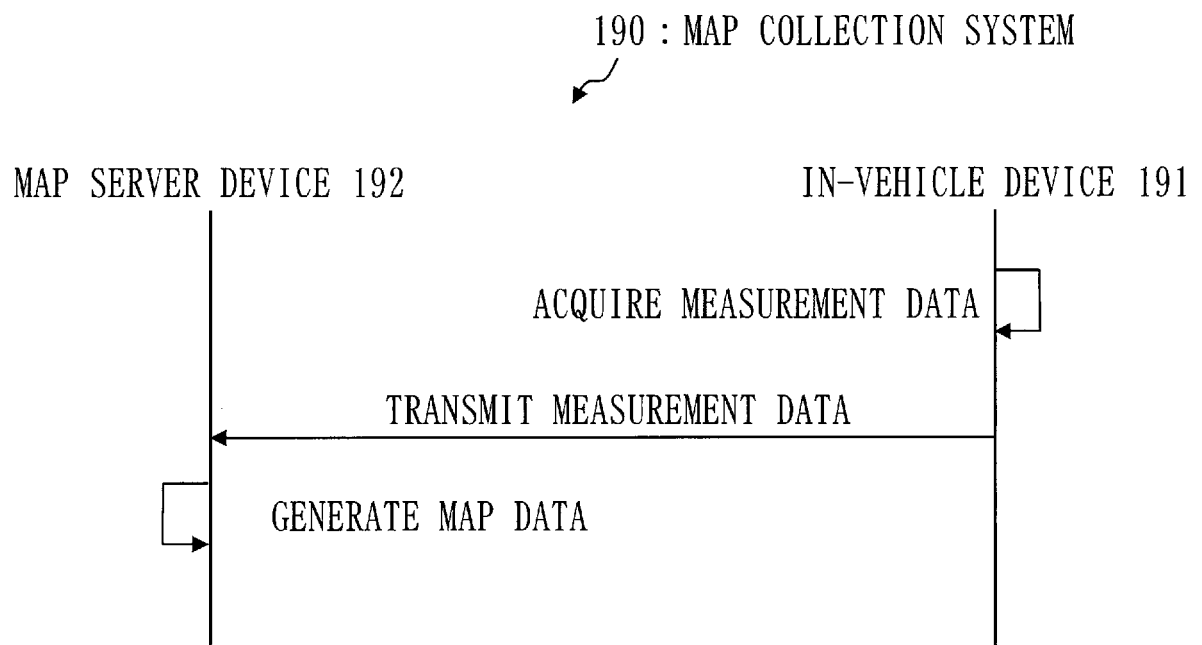 190 : MAP COLLECTION SYSTEM
MAP SERVER DEVICE 192
IN-VEHICLE DEVICE 191
ACQUIRE MEASUREMENT DATA
TRANSMIT MEASUREMENT DATA
GENERATE MAP DATA